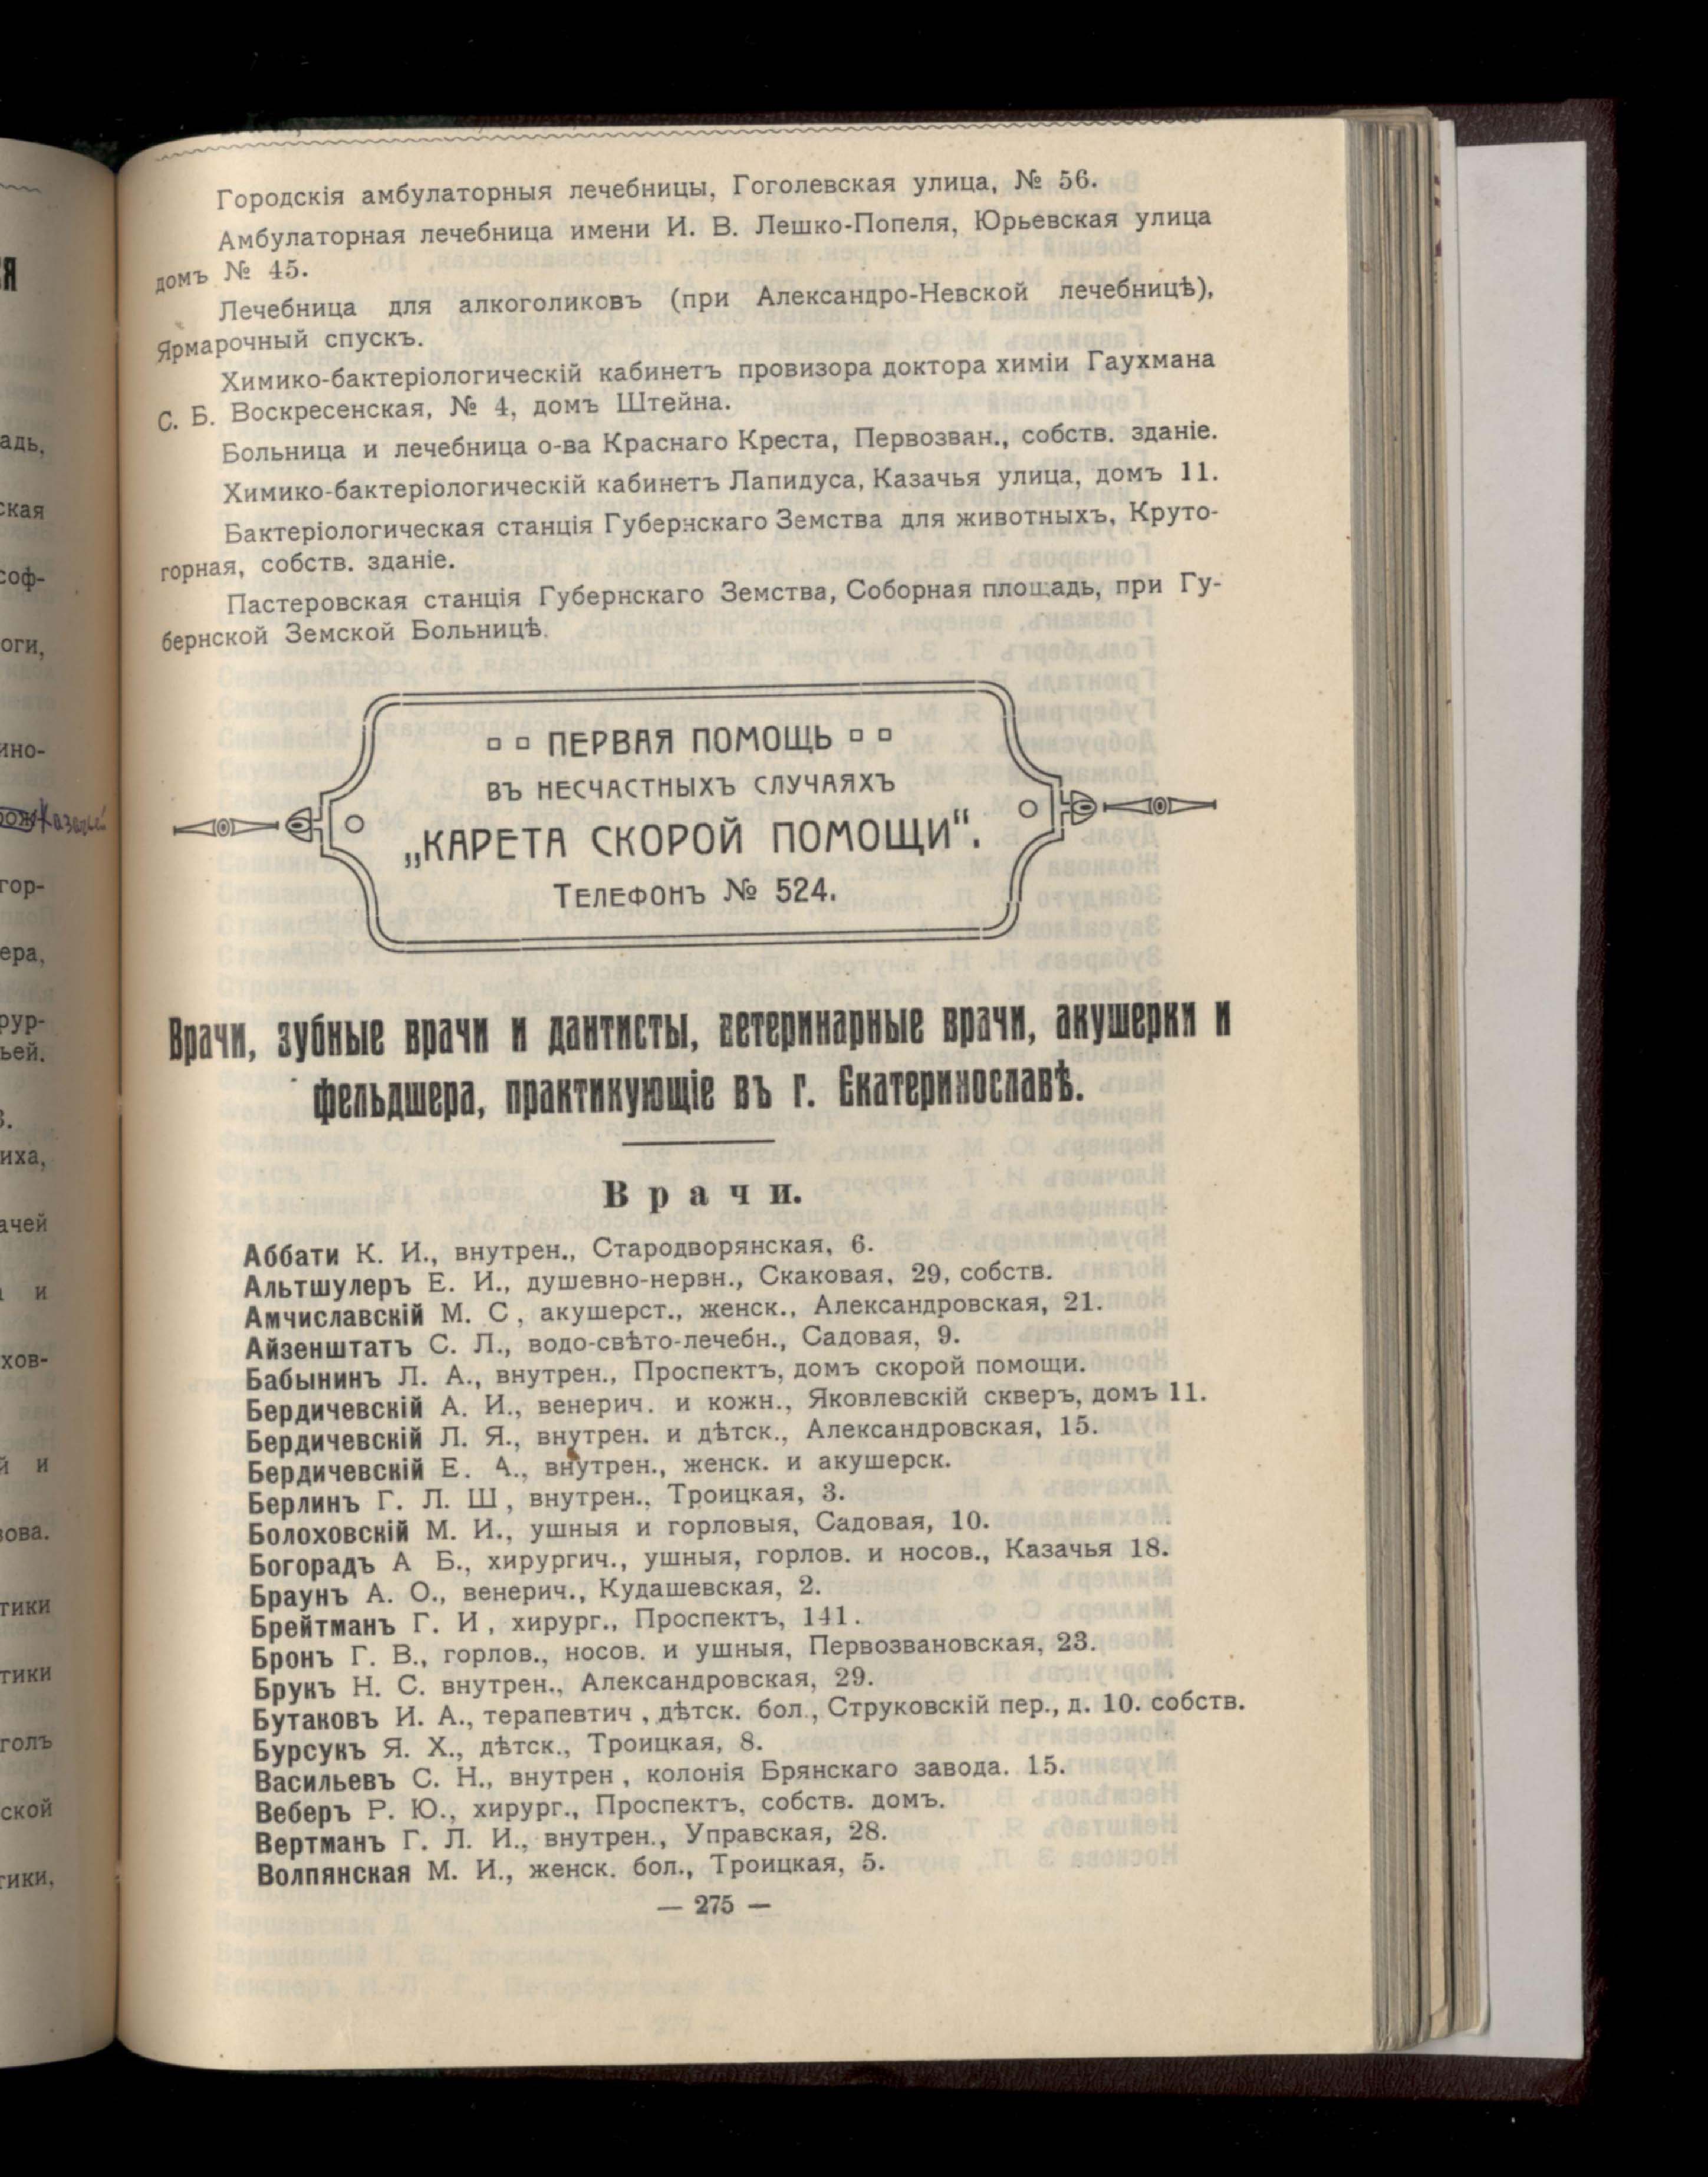 Городскія амбулаторныя лечебницы, Гоголевская улица, № 56.
Амбулаторная лечебница имени И. В. Лешко-Попеля, Юрьевская улица
домъ № 45.
Лечебница для алкоголиковъ (при Александро-Невской лечебницѣ),
Ярмарочный спускъ.
Химико-бактеріологическій кабинетъ провизора доктора химіи Гаухмана
С. Б. Воскресенская, № 4, домъ Штейна.
Больница и лечебница о-ва Краснаго Креста, Первозван., собств. зданіе.
Химико-бактеріологическій кабинетъ Лапидуса, Казачья улица, домъ 11.
Бактеріологическая станція Губернскаго Земства для животныхъ, Круто-
горная, собств. зданіе.
Пастеровская станція Губернскаго Земства, Соборная площадь, при Гу-
бернской Земской Больницѣ.
ПЕРВАЯ ПОМОЩЬ
ВЪ НЕСЧАСТНЫХЪ СЛУЧАЯХЪ
„КАРЕТА СКОРОЙ ПОМОЩИ“.
ТЕЛЕФОНЪ № 524.
Врачи, зубные врачи и дантисты, ветеринарные врачи, акушерки и
фельдшера, практикующіе въ г. Екатеринославѣ.
Врачи.
Аббати К. И., внутрен., Стародворянская, 6.
Альтшулеръ Е. И., душевно-нервн., Скаковая, 29, собств.
Амчиславскій М. С , акушерст., женск., Александровская, 21.
Айзенштатъ С. Л., водо-свѣто-лечебн., Садовая, 9.
Бабынинъ Л. А., внутрен., Проспектъ, домъ скорой помощи.
Бердичевскій А. И., венерич. и кожн., Яковлевскій скверъ, домъ 11.
Бердичевскій Л. Я., внутрен. и дѣтск., Александровская, 15.
Бердичевскій Е. А., внутрен., женск. и акушерск.
Берлинъ Г. Л. Ш , внутрен., Троицкая, 3.
Болоховскій М. И., ушныя и горловыя, Садовая, 10.
Богорадъ А Б., хирургич., ушныя, горлов. и носов., Казачья 18.
Браунъ А. О., венерич., Кудашевская, 2.
Брейтманъ Г. И , хирург., Проспектъ, 141.
Бронъ Г. В., горлов., носов. и ушныя, Первозвановская, 23.
Брукъ Н. С. внутрен., Александровская, 29.
Бутаковъ И. А., терапевтич , дѣтск. бол., Струковскій пер., д. 10. собств.
Бурсукъ Я. Х., дѣтск., Троицкая, 8.
Васильевъ С. Н., внутрен , колонія Брянскаго завода. 15.
Веберъ Р. Ю., хирург., Проспектъ, собств. домъ.
Вертманъ Г. Л. И., внутрен., Управская, 28.
Волпянская М. И., женск. бол., Троицкая, 5.
— 275 —